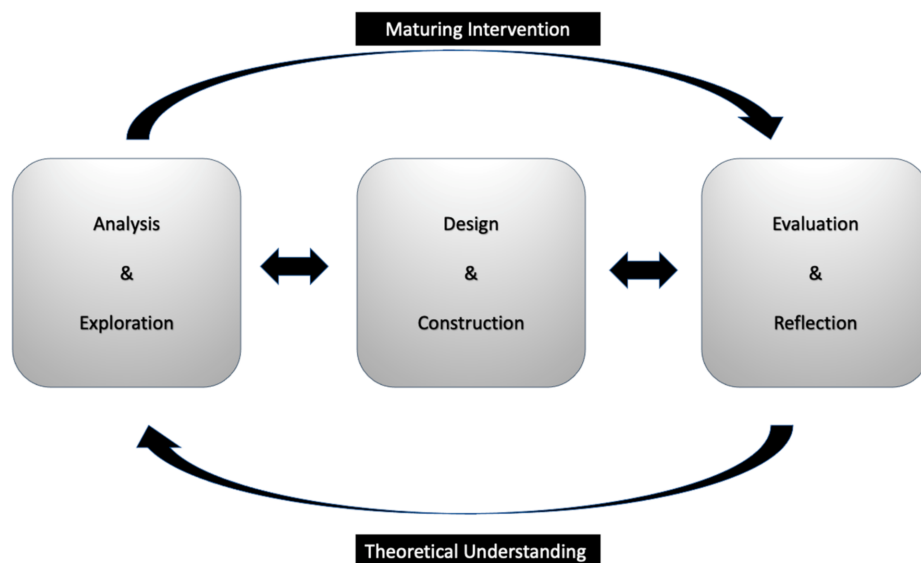 Maturing Intervention
Analysis
&
Exploration
Design
&
Construction
Evaluation
&
Reflection
Theoretical Understanding